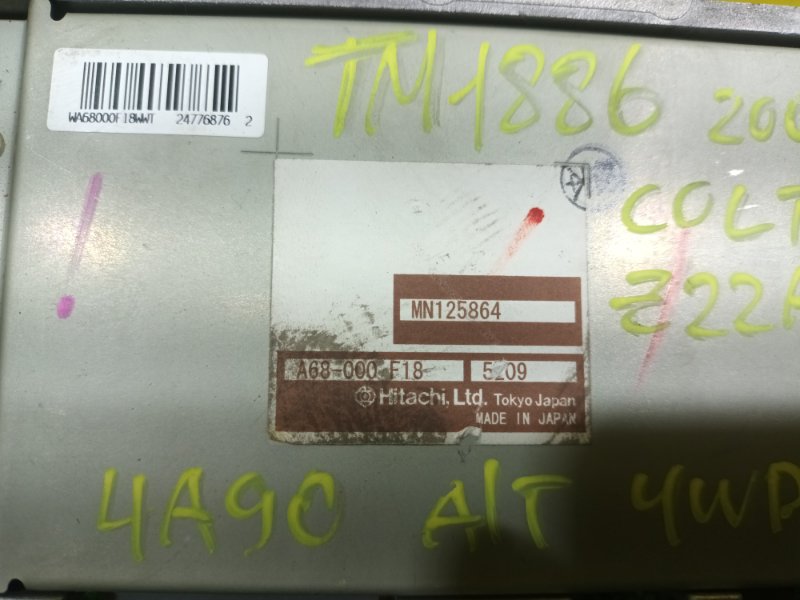 WA68000F18WWT 24776876 2
TM1886
COLT
Z22A
MN125864
A68-000 F18 5209
Hitachi, Ltd. Tokyo Japan
MADE IN JAPAN
4A90 A/T 4WD